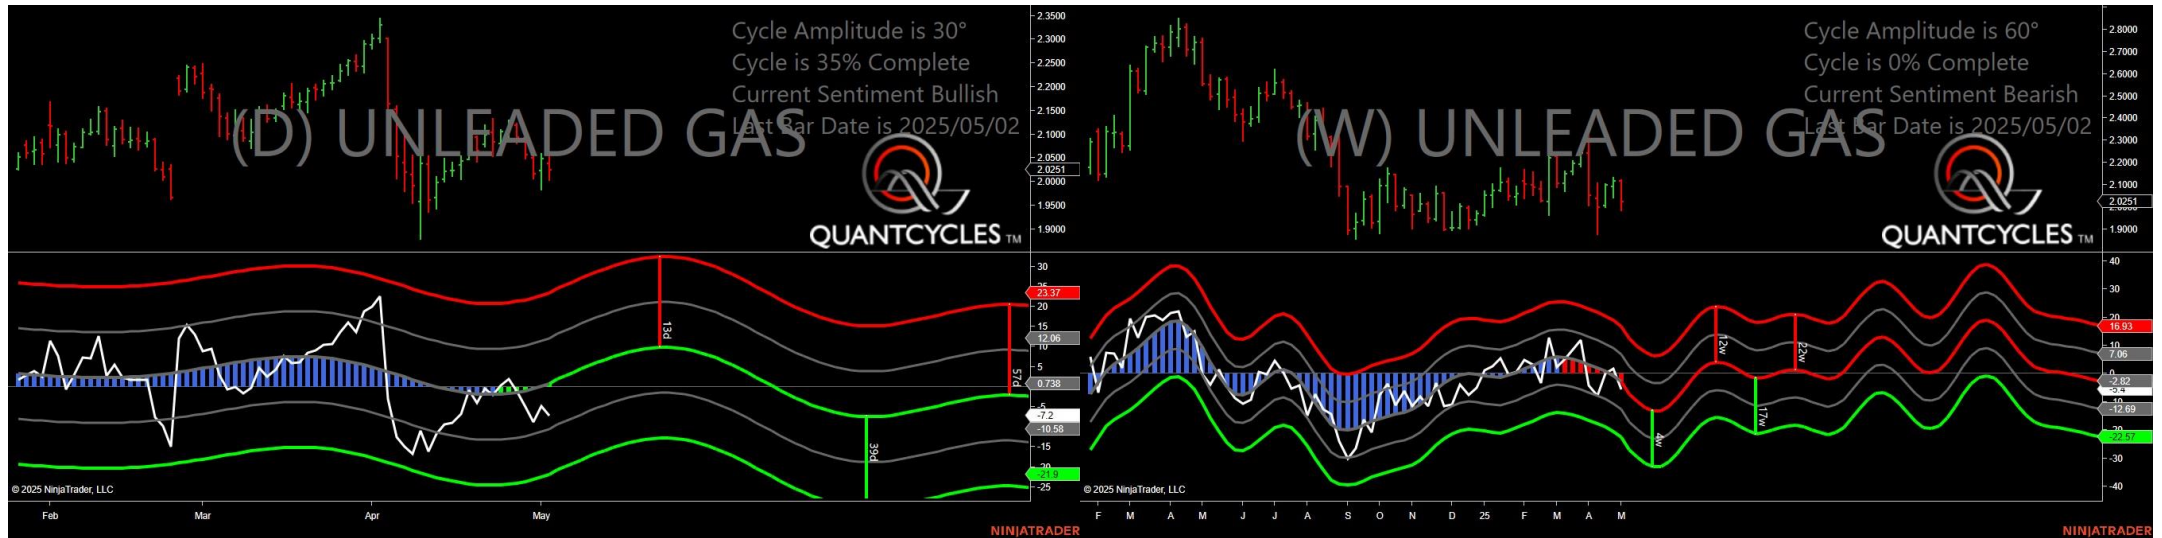 Cycle Amplitude is 30°
Cycle is 35% Complete
Current Sentiment Bullish
Last Bar Date is 2025/05/02
(D) UNLEADED GAS
QUANTCYCLES TM
2.3500
2.3000
2.2500
2.2000
2.1500
2.1000
2.0500
2.0251
2.0000
1.9500
1.9000
30
23.37
20
15
12.06
10
5
0.738
-5
-7.2
-10.58
-15
-21.9
-25
13d
39d
57d
© 2025 NinjaTrader, LLC
Feb Mar Apr May
NINJATRADER
Cycle Amplitude is 60°
Cycle is 0% Complete
Current Sentiment Bearish
Last Bar Date is 2025/05/02
(W) UNLEADED GAS
QUANTCYCLES TM
2.8000
2.7000
2.6000
2.5000
2.4000
2.3000
2.2000
2.1000
2.0251
1.9000
40
30
20
16.93
7.06
0
-2.82
-5.4
-12.69
-22.57
-30
-40
4w
12w
17w
22w
© 2025 NinjaTrader, LLC
F M A M J J A S O N D 25 F M A M
NINJATRADER